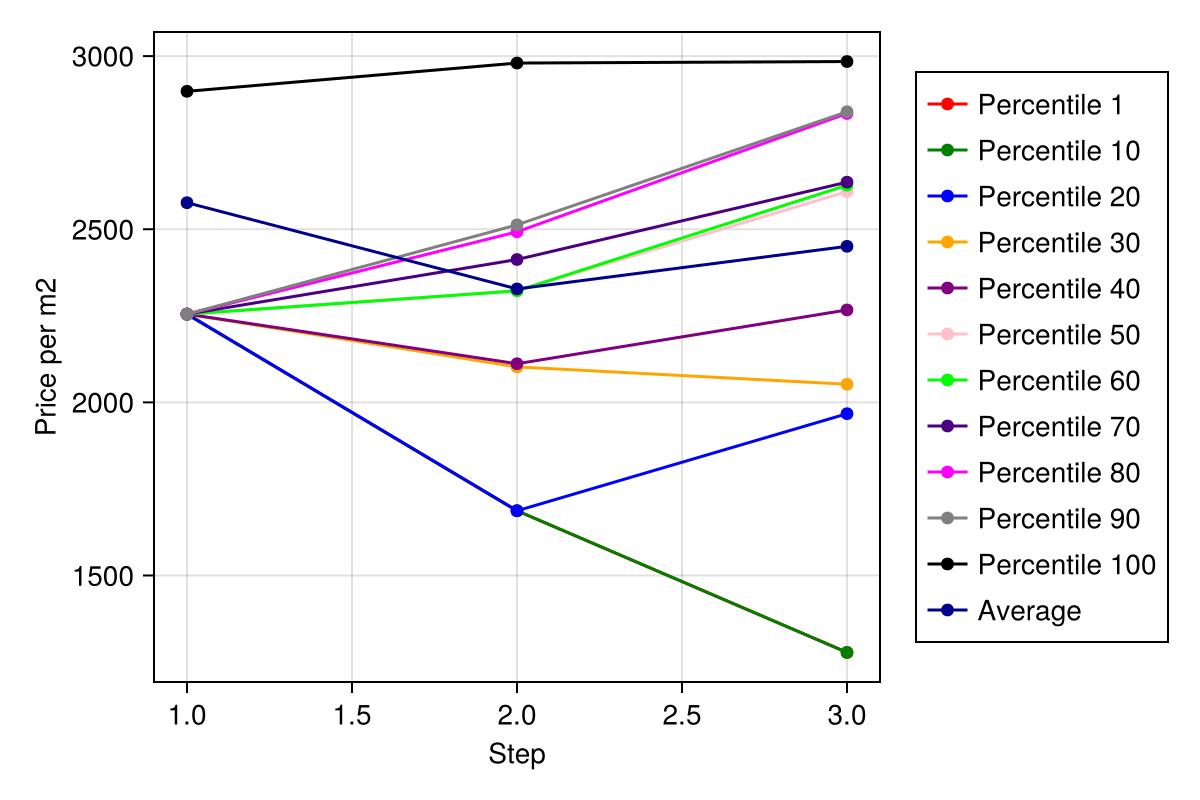 3000
2500
2000
1500
Price per m2
1.0 1.5 2.0 2.5 3.0
Step
Percentile 1
Percentile 10
Percentile 20
Percentile 30
Percentile 40
Percentile 50
Percentile 60
Percentile 70
Percentile 80
Percentile 90
Percentile 100
Average